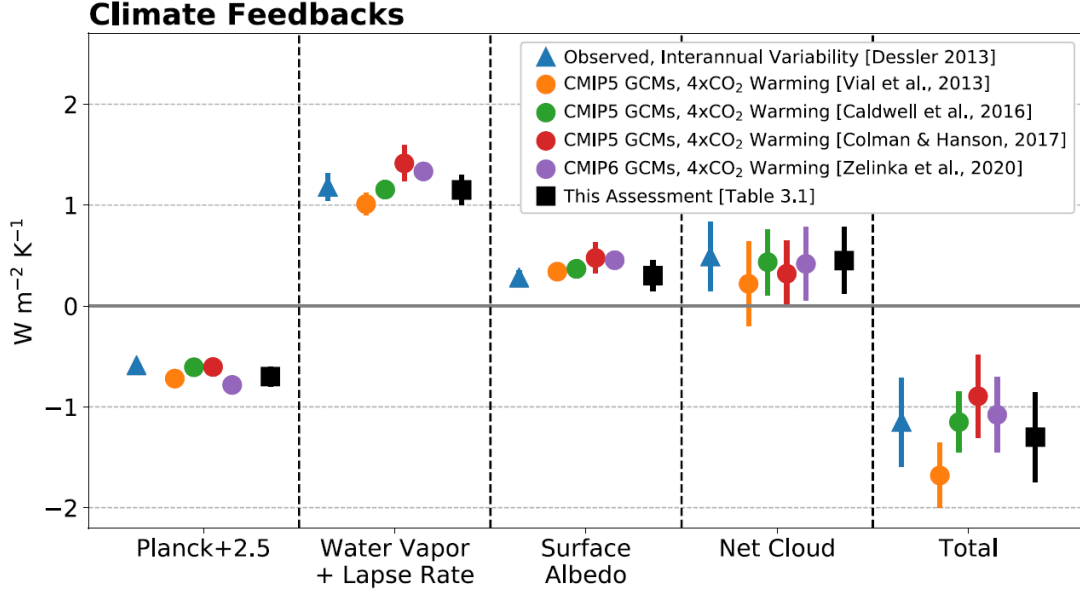 Climate Feedbacks
Observed, Interannual Variability [Dessler 2013]
CMIP5 GCMs, 4xCO₂ Warming [Vial et al., 2013]
CMIP5 GCMs, 4xCO₂ Warming [Caldwell et al., 2016]
CMIP5 GCMs, 4xCO₂ Warming [Colman & Hanson, 2017]
CMIP6 GCMs, 4xCO₂ Warming [Zelinka et al., 2020]
This Assessment [Table 3.1]
W m⁻² K⁻¹
2
1
0
−1
−2
Planck+2.5
Water Vapor
+ Lapse Rate
Surface
Albedo
Net Cloud
Total